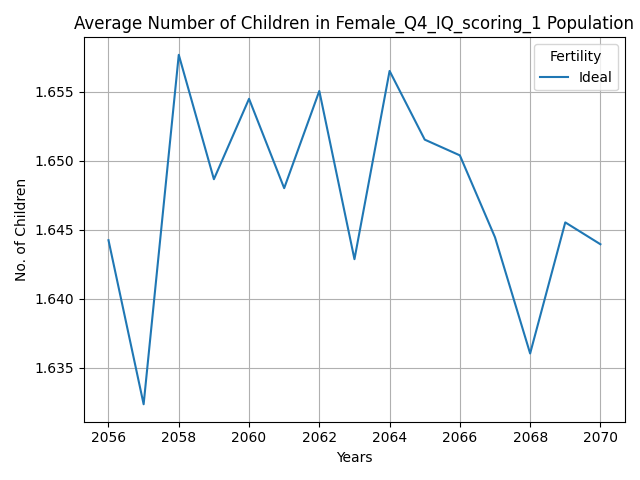 Average Number of Children in Female_Q4_IQ_scoring_1 Population
Fertility
Ideal
No. of Children
1.655
1.650
1.645
1.640
1.635
2056 2058 2060 2062 2064 2066 2068 2070
Years